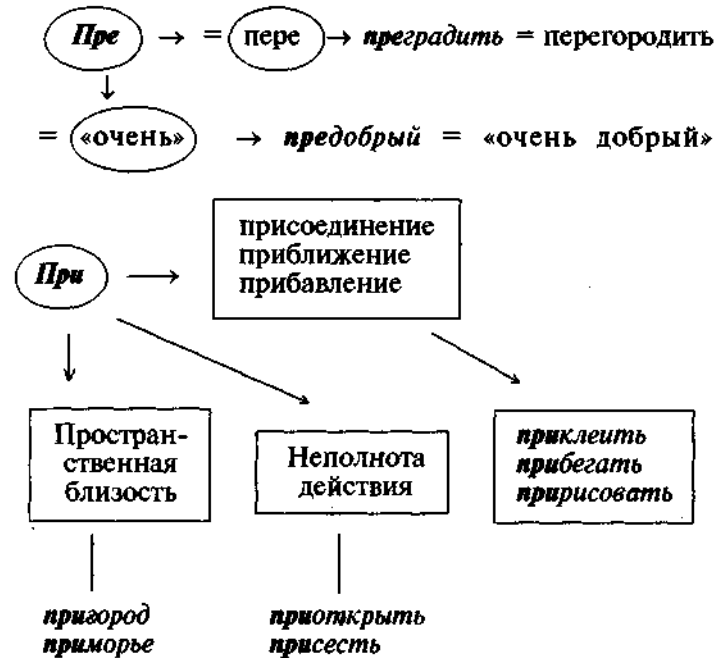 Пре → = пере → преградить = перегородить
= «очень» → предобрый = «очень добрый»
При →
присоединение
приближение
прибавление
Простран-
ственная
близость
Неполнота
действия
приклеить
прибегать
пририсовать
пригород
приморье
приоткрыть
присесть